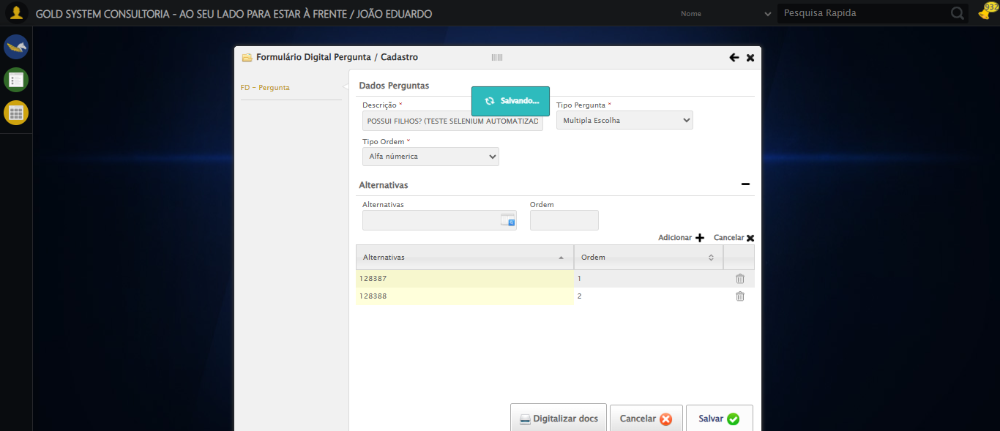 GOLD SYSTEM CONSULTORIA - AO SEU LADO PARA ESTAR À FRENTE / JOÃO EDUARDO
Nome
Pesquisa Rapida
932
Formulário Digital Pergunta / Cadastro
FD - Pergunta
Dados Perguntas
Salvando...
Descrição *
Tipo Pergunta *
POSSUI FILHOS? (TESTE SELENIUM AUTOMATIZAD
Multipla Escolha
Tipo Ordem *
Alfa númerica
Alternativas
Alternativas
Ordem
Adicionar
Cancelar
Alternativas
Ordem
128387
1
128388
2
Digitalizar docs
Cancelar
Salvar